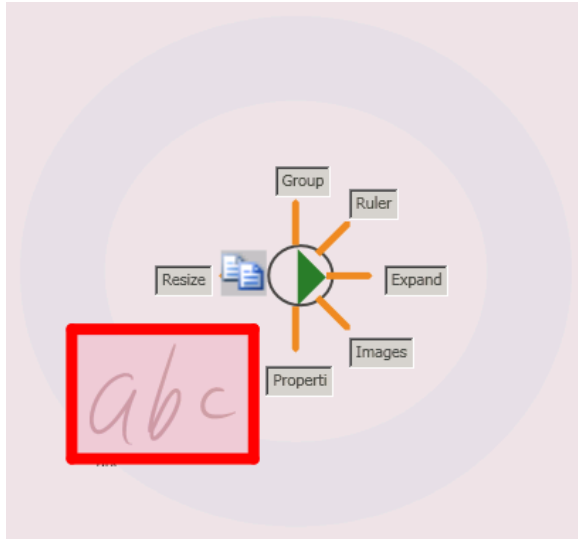 Group
Ruler
Resize
Expand
Images
Properti
abc